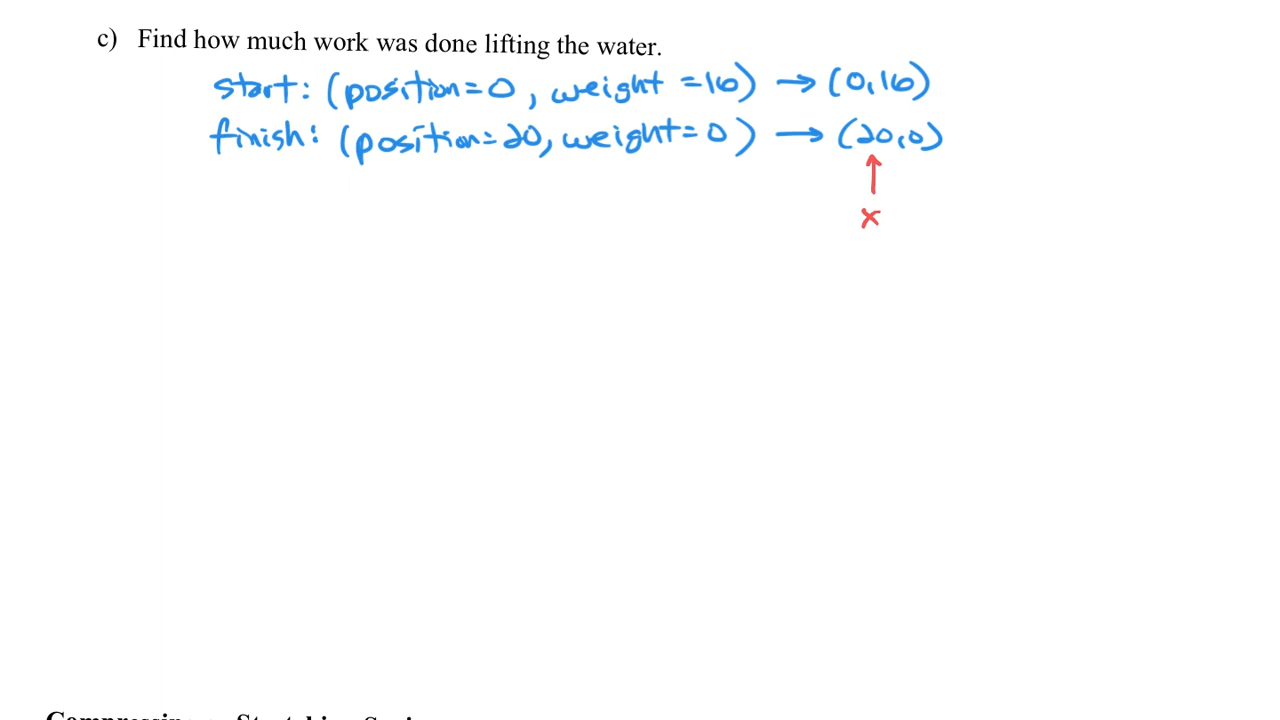 c) Find how much work was done lifting the water.
start: (position=0, weight=16) → (0,16)
finish: (position=20, weight=0) → (20,0)
↑
x